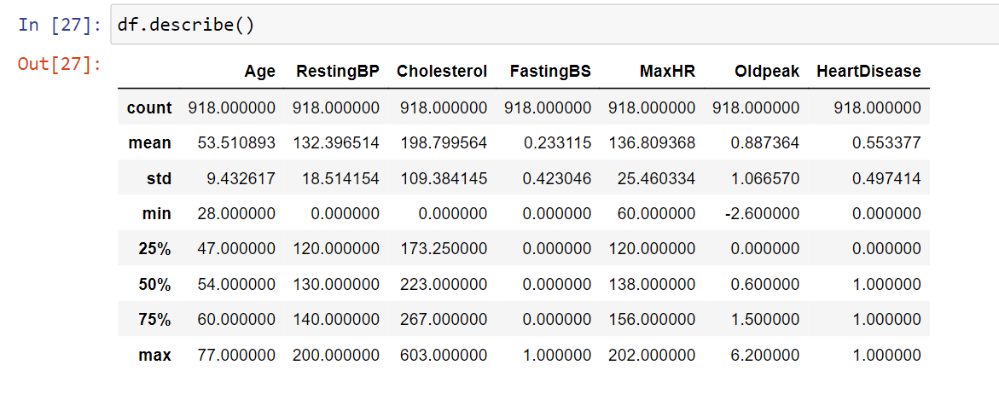 In [27]: df.describe()
Out[27]:
Age RestingBP Cholesterol FastingBS MaxHR Oldpeak HeartDisease
count 918.000000 918.000000 918.000000 918.000000 918.000000 918.000000 918.000000
mean 53.510893 132.396514 198.799564 0.233115 136.809368 0.887364 0.553377
std 9.432617 18.514154 109.384145 0.423046 25.460334 1.066570 0.497414
min 28.000000 0.000000 0.000000 0.000000 60.000000 -2.600000 0.000000
25% 47.000000 120.000000 173.250000 0.000000 120.000000 0.000000 0.000000
50% 54.000000 130.000000 223.000000 0.000000 138.000000 0.600000 1.000000
75% 60.000000 140.000000 267.000000 0.000000 156.000000 1.500000 1.000000
max 77.000000 200.000000 603.000000 1.000000 202.000000 6.200000 1.000000